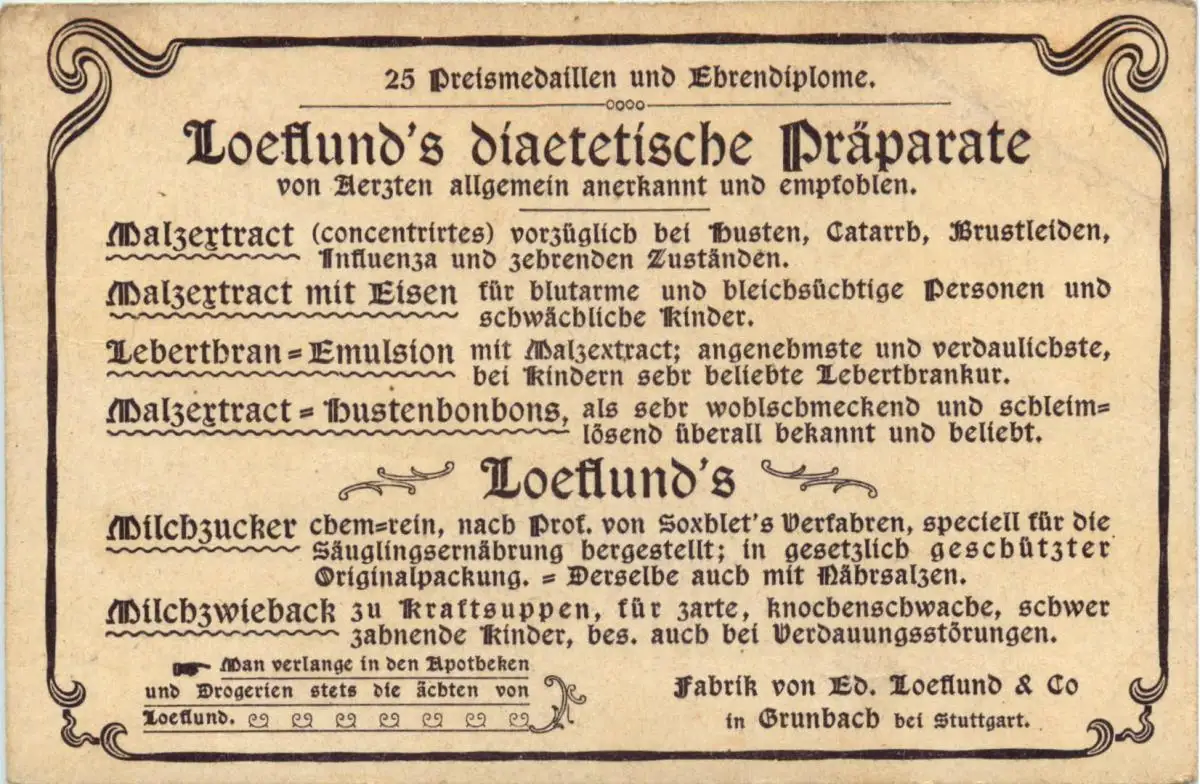 25 Preismedaillen und Ehrendiplome.
Loeflund's diaetetische Präparate
von Aerzten allgemein anerkannt und empfohlen.
Malzextract (concentrirtes) vorzüglich bei Husten, Catarrh, Brustleiden,
Influenza und zehrenden Zuständen.
Malzextract mit Eisen für blutarme und bleichsüchtige Personen und
schwächliche Kinder.
Leberthran=Emulsion mit Malzextract; angenehmste und verdaulichste,
bei Kindern sehr beliebte Leberthrankur.
Malzextract=Hustenbonbons, als sehr wohlschmeckend und schleim=
lösend überall bekannt und beliebt.
Loeflund's
Milchzucker chem=rein, nach Prof. von Soxhlet's Verfahren, speciell für die
Säuglingsernährung hergestellt; in gesetzlich geschützter
Originalpackung. = Derselbe auch mit Nährsalzen.
Milchzwieback zu Kraftsuppen, für zarte, knochenschwache, schwer
zahnende Kinder, bes. auch bei Verdauungsstörungen.
Man verlange in den Apotheken
und Drogerien stets die ächten von
Loeflund.
Fabrik von Ed. Loeflund & Co
in Grunbach bei Stuttgart.